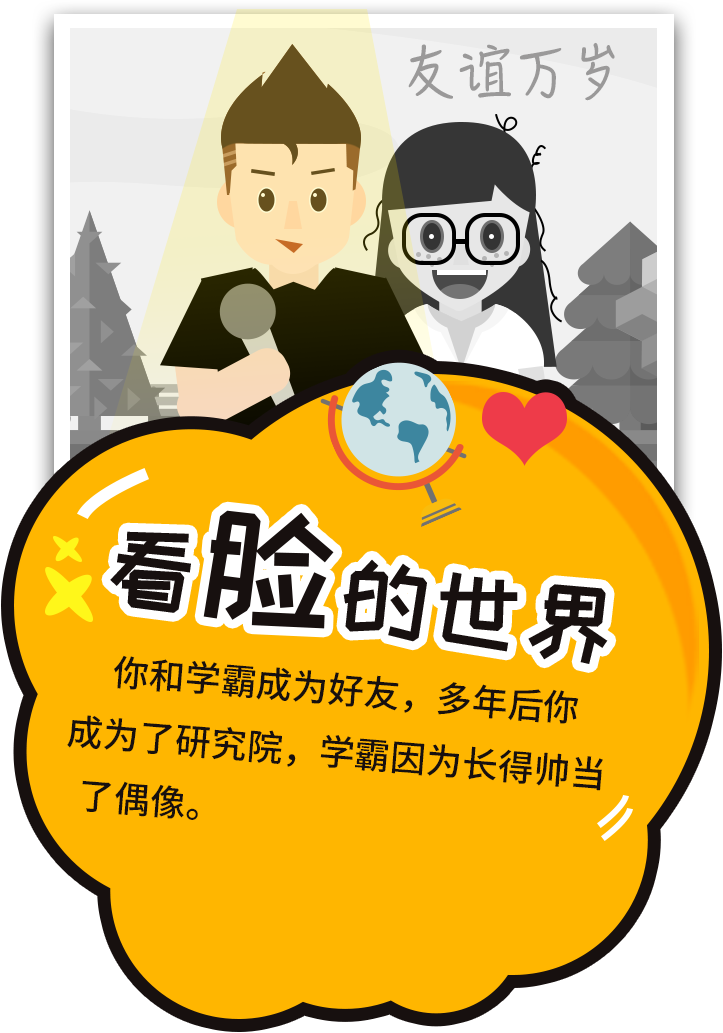 友谊万岁
看脸的世界
你和学霸成为好友，多年后你
成为了研究院，学霸因为长得帅当
了偶像。